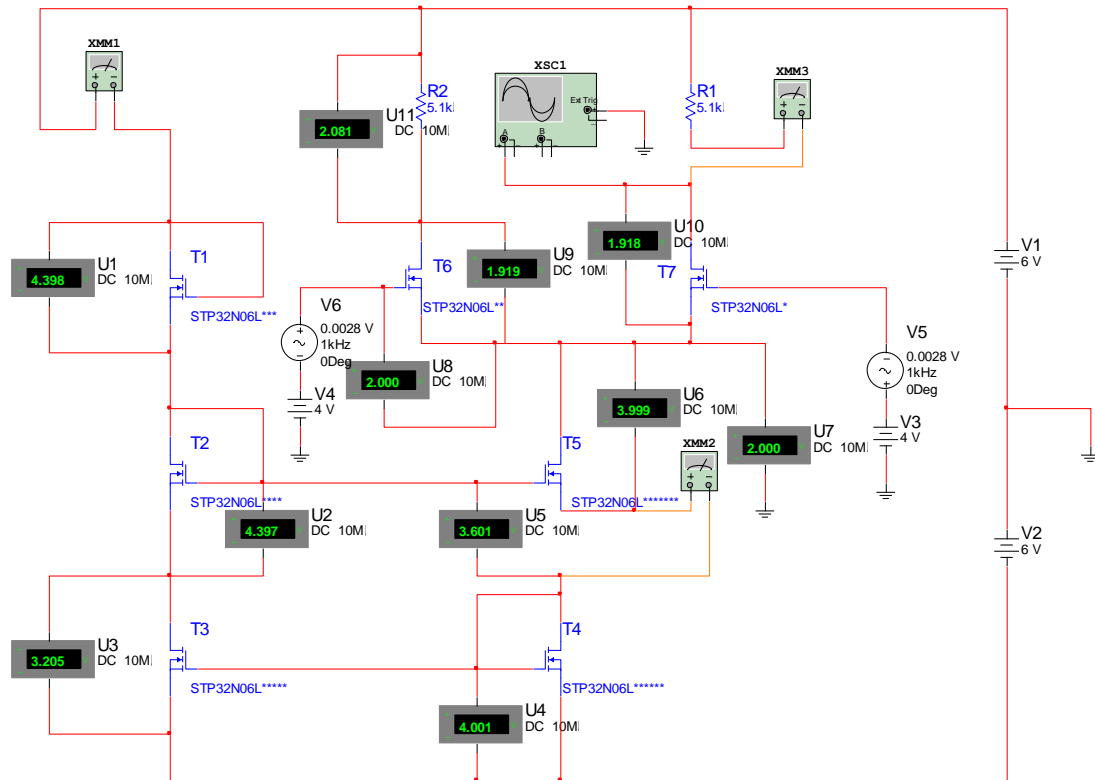 XMM1
XSC1
Ext Trig
A
B
R2
5.1k
R1
5.1k
XMM3
U11
DC 10M
2.081
U10
DC 10M
1.918
V1
6 V
U1
DC 10M
4.398
T1
STP32N06L***
T6
STP32N06L**
U9
DC 10M
1.919
T7
STP32N06L*
V6
0.0028 V
1kHz
0Deg
V4
4 V
U8
DC 10M
2.000
U6
DC 10M
3.999
V5
0.0028 V
1kHz
0Deg
V3
4 V
T2
STP32N06L****
T5
STP32N06L*******
XMM2
U7
DC 10M
2.000
U2
DC 10M
4.397
U5
DC 10M
3.601
V2
6 V
U3
DC 10M
3.205
T3
STP32N06L*****
T4
STP32N06L******
U4
DC 10M
4.001